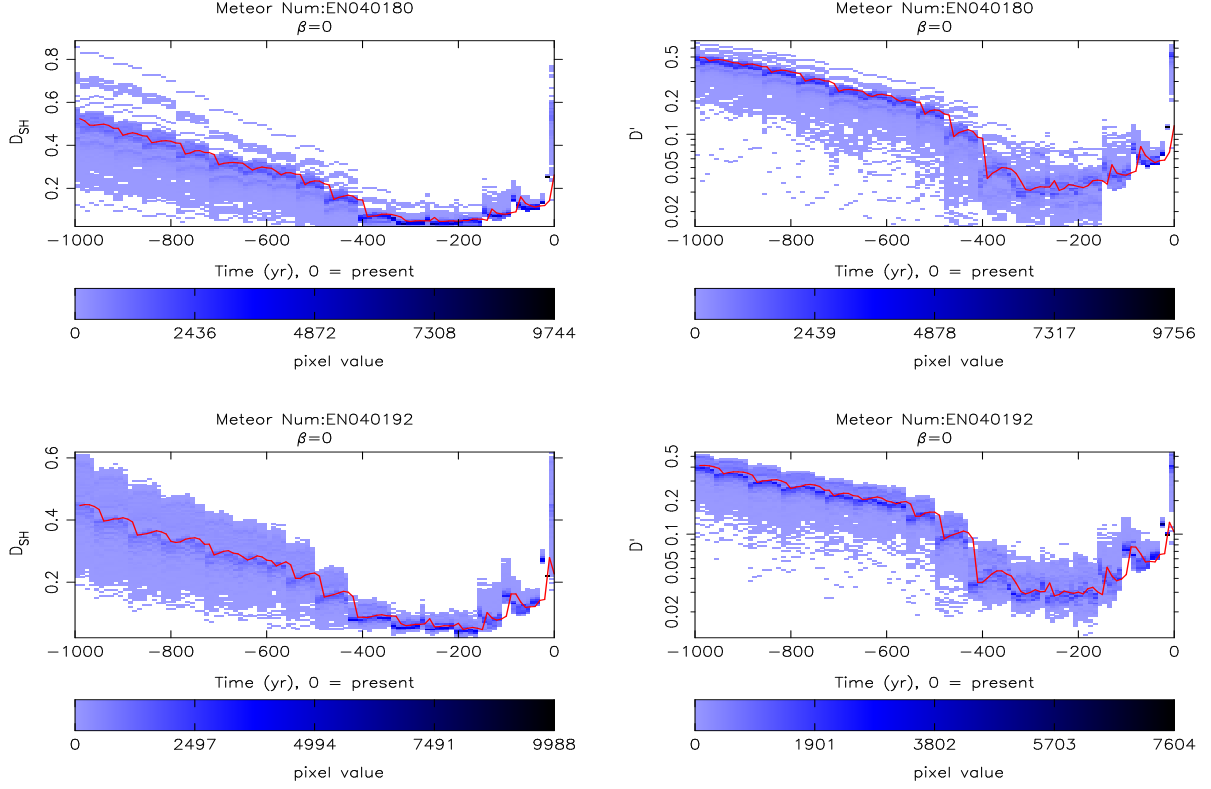 Meteor Num:EN040180
β=0
D_SH
0.8
0.6
0.4
0.2
−1000 −800 −600 −400 −200 0
Time (yr), 0 = present
0 2436 4872 7308 9744
pixel value
Meteor Num:EN040180
β=0
D'
0.5
0.2
0.1
0.05
0.02
−1000 −800 −600 −400 −200 0
Time (yr), 0 = present
0 2439 4878 7317 9756
pixel value
Meteor Num:EN040192
β=0
D_SH
0.6
0.4
0.2
−1000 −800 −600 −400 −200 0
Time (yr), 0 = present
0 2497 4994 7491 9988
pixel value
Meteor Num:EN040192
β=0
D'
0.5
0.2
0.1
0.05
0.02
−1000 −800 −600 −400 −200 0
Time (yr), 0 = present
0 1901 3802 5703 7604
pixel value